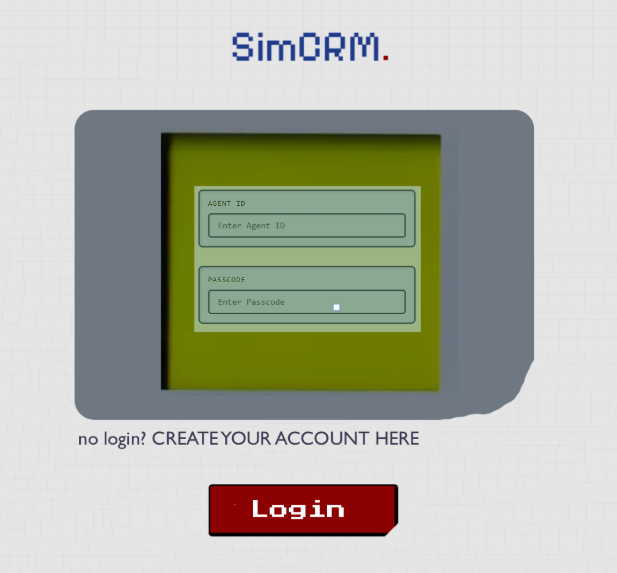 SimCRM.
AGENT ID
Enter Agent ID
PASSCODE
Enter Passcode
no login? CREATE YOUR ACCOUNT HERE
Login